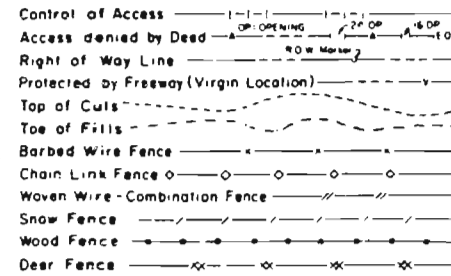 Control of Access
OP: OPENING
20' OP
16 OP
Access denied by Deed
E O
R.O.W. Marker
Right of Way Line
Protected by Freeway (Virgin Location)
Top of Cuts
Toe of Fills
Barbed Wire Fence
Chain Link Fence
Woven Wire - Combination Fence
Snow Fence
Wood Fence
Deer Fence